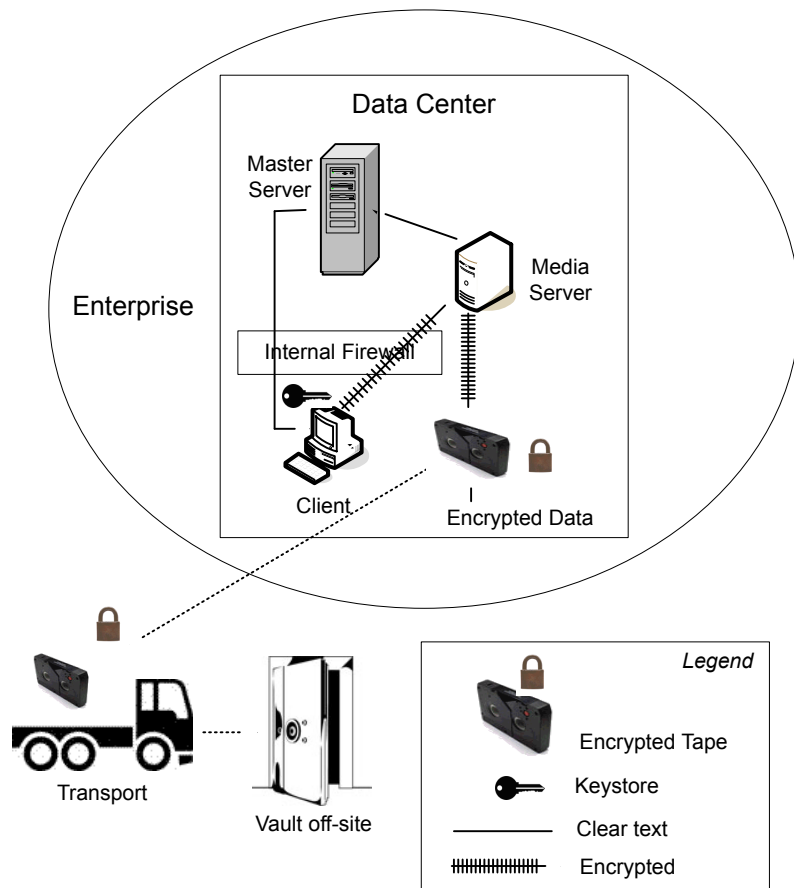 Data Center
Master
Server
Media
Server
Enterprise
Internal Firewall
Client
Encrypted Data
Transport
Vault off-site
Legend
Encrypted Tape
Keystore
Clear text
Encrypted